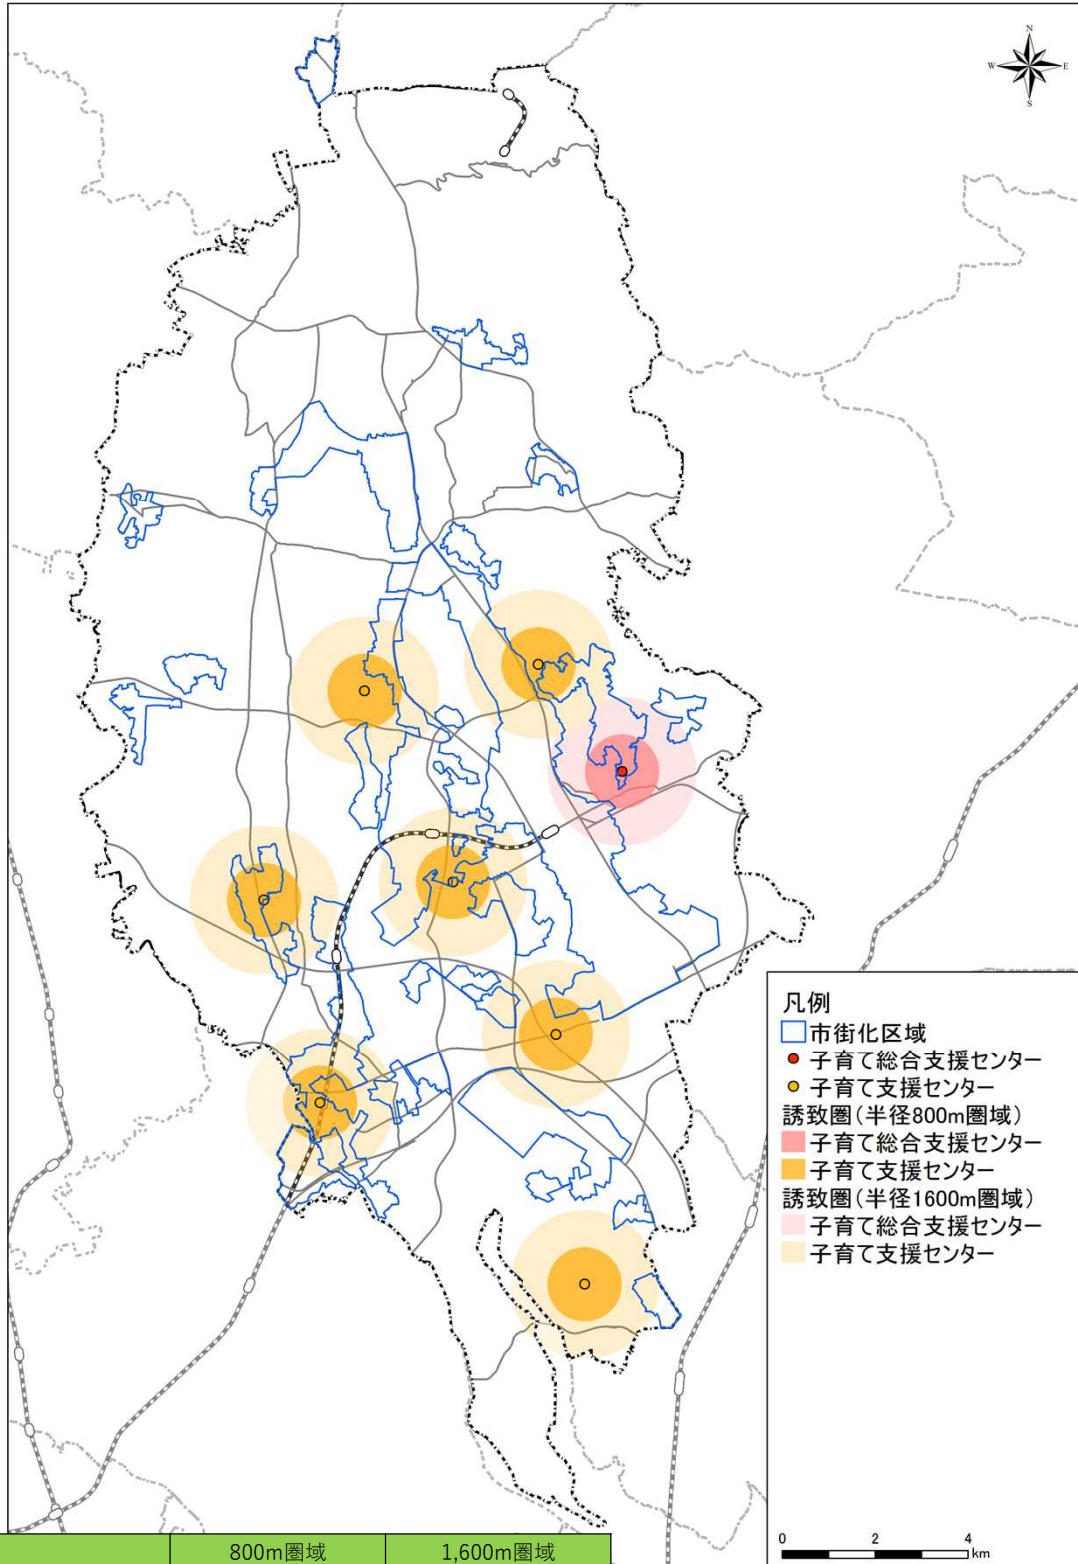 N
W E
S
凡例
市街化区域
子育て総合支援センター
子育て支援センター
誘致圏(半径800m圏域)
子育て総合支援センター
子育て支援センター
誘致圏(半径1600m圏域)
子育て総合支援センター
子育て支援センター
0 2 4
km
800m圏域 1,600m圏域